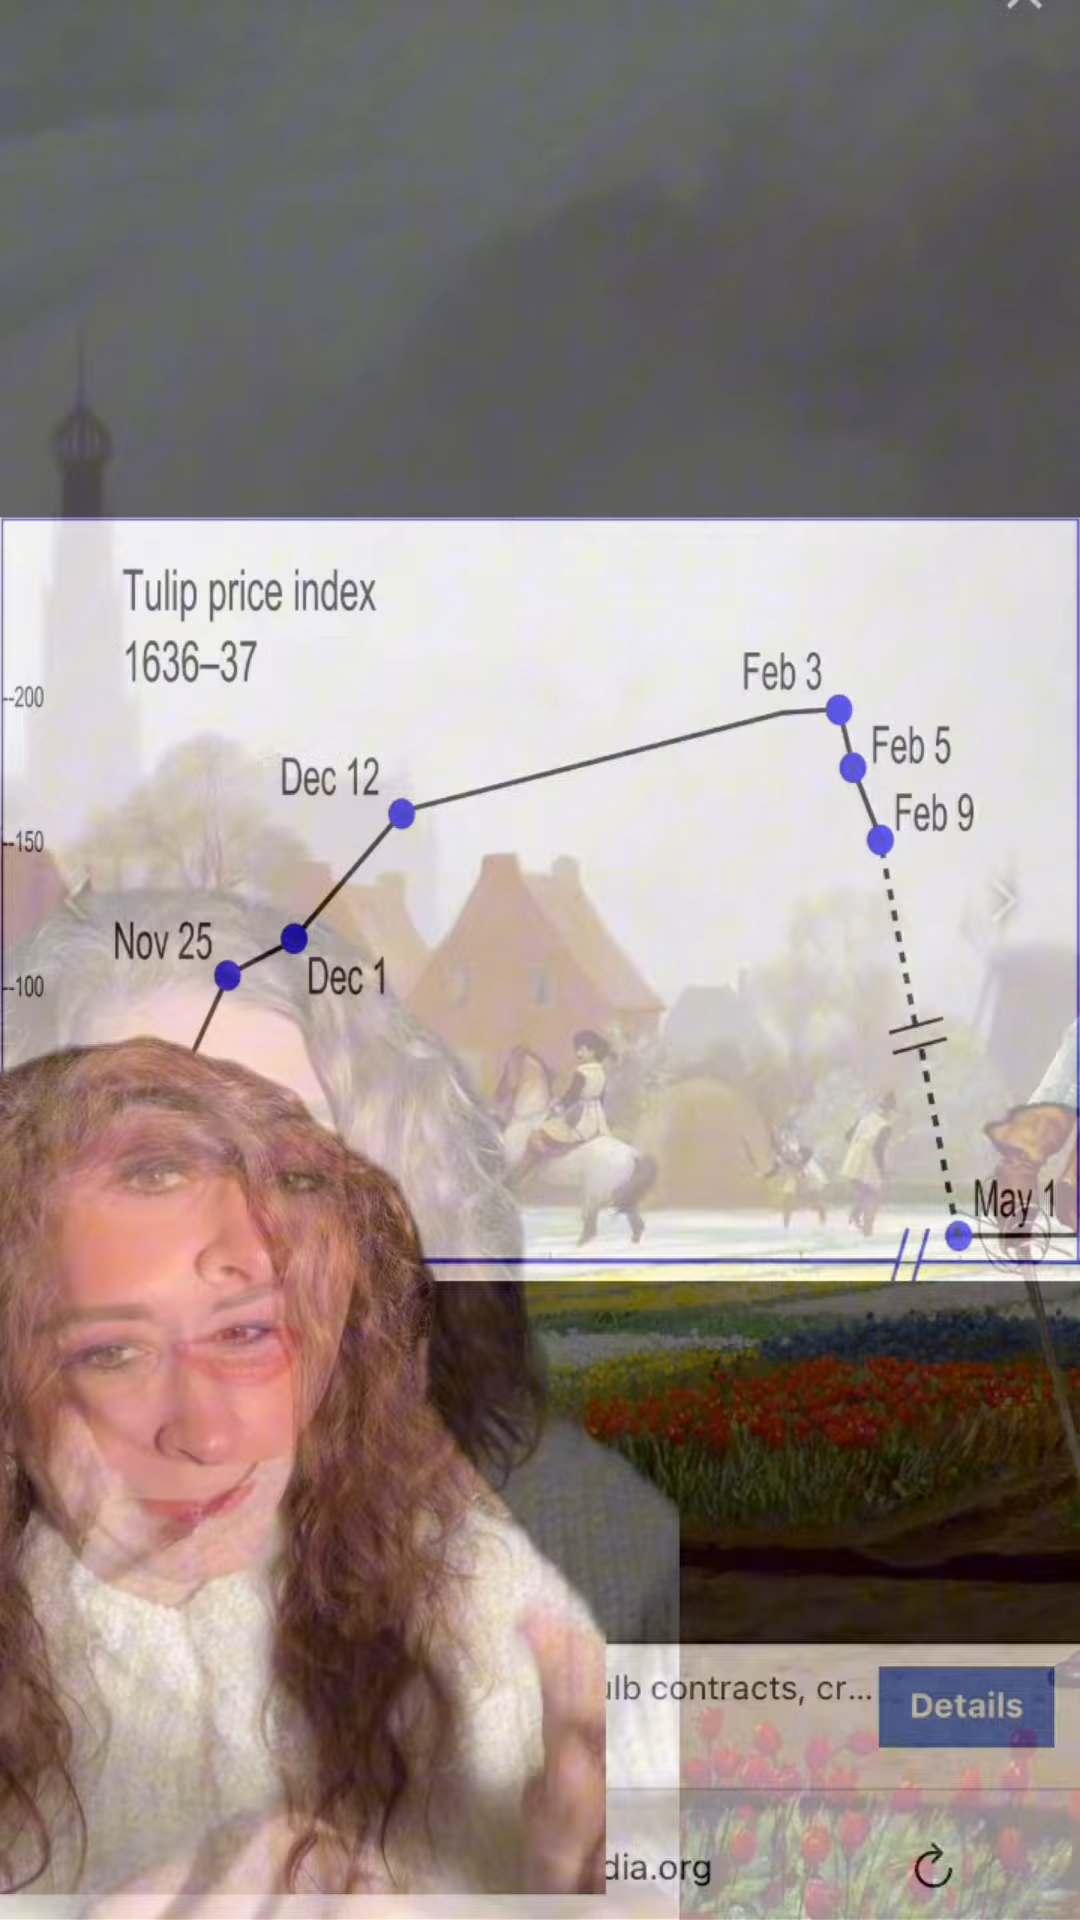 Tulip price index
1636–37
Feb 3
200
Feb 5
Dec 12
Feb 9
150
Nov 25
Dec 1
100
May 1
contracts, cr...
Details
dia.org